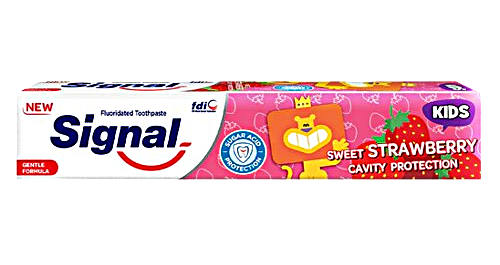 NEW
Fluoridated Toothpaste
fdi
Signal
GENTLE
FORMULA
SUGAR ACID
PROTECTION
KIDS
SWEET STRAWBERRY
CAVITY PROTECTION